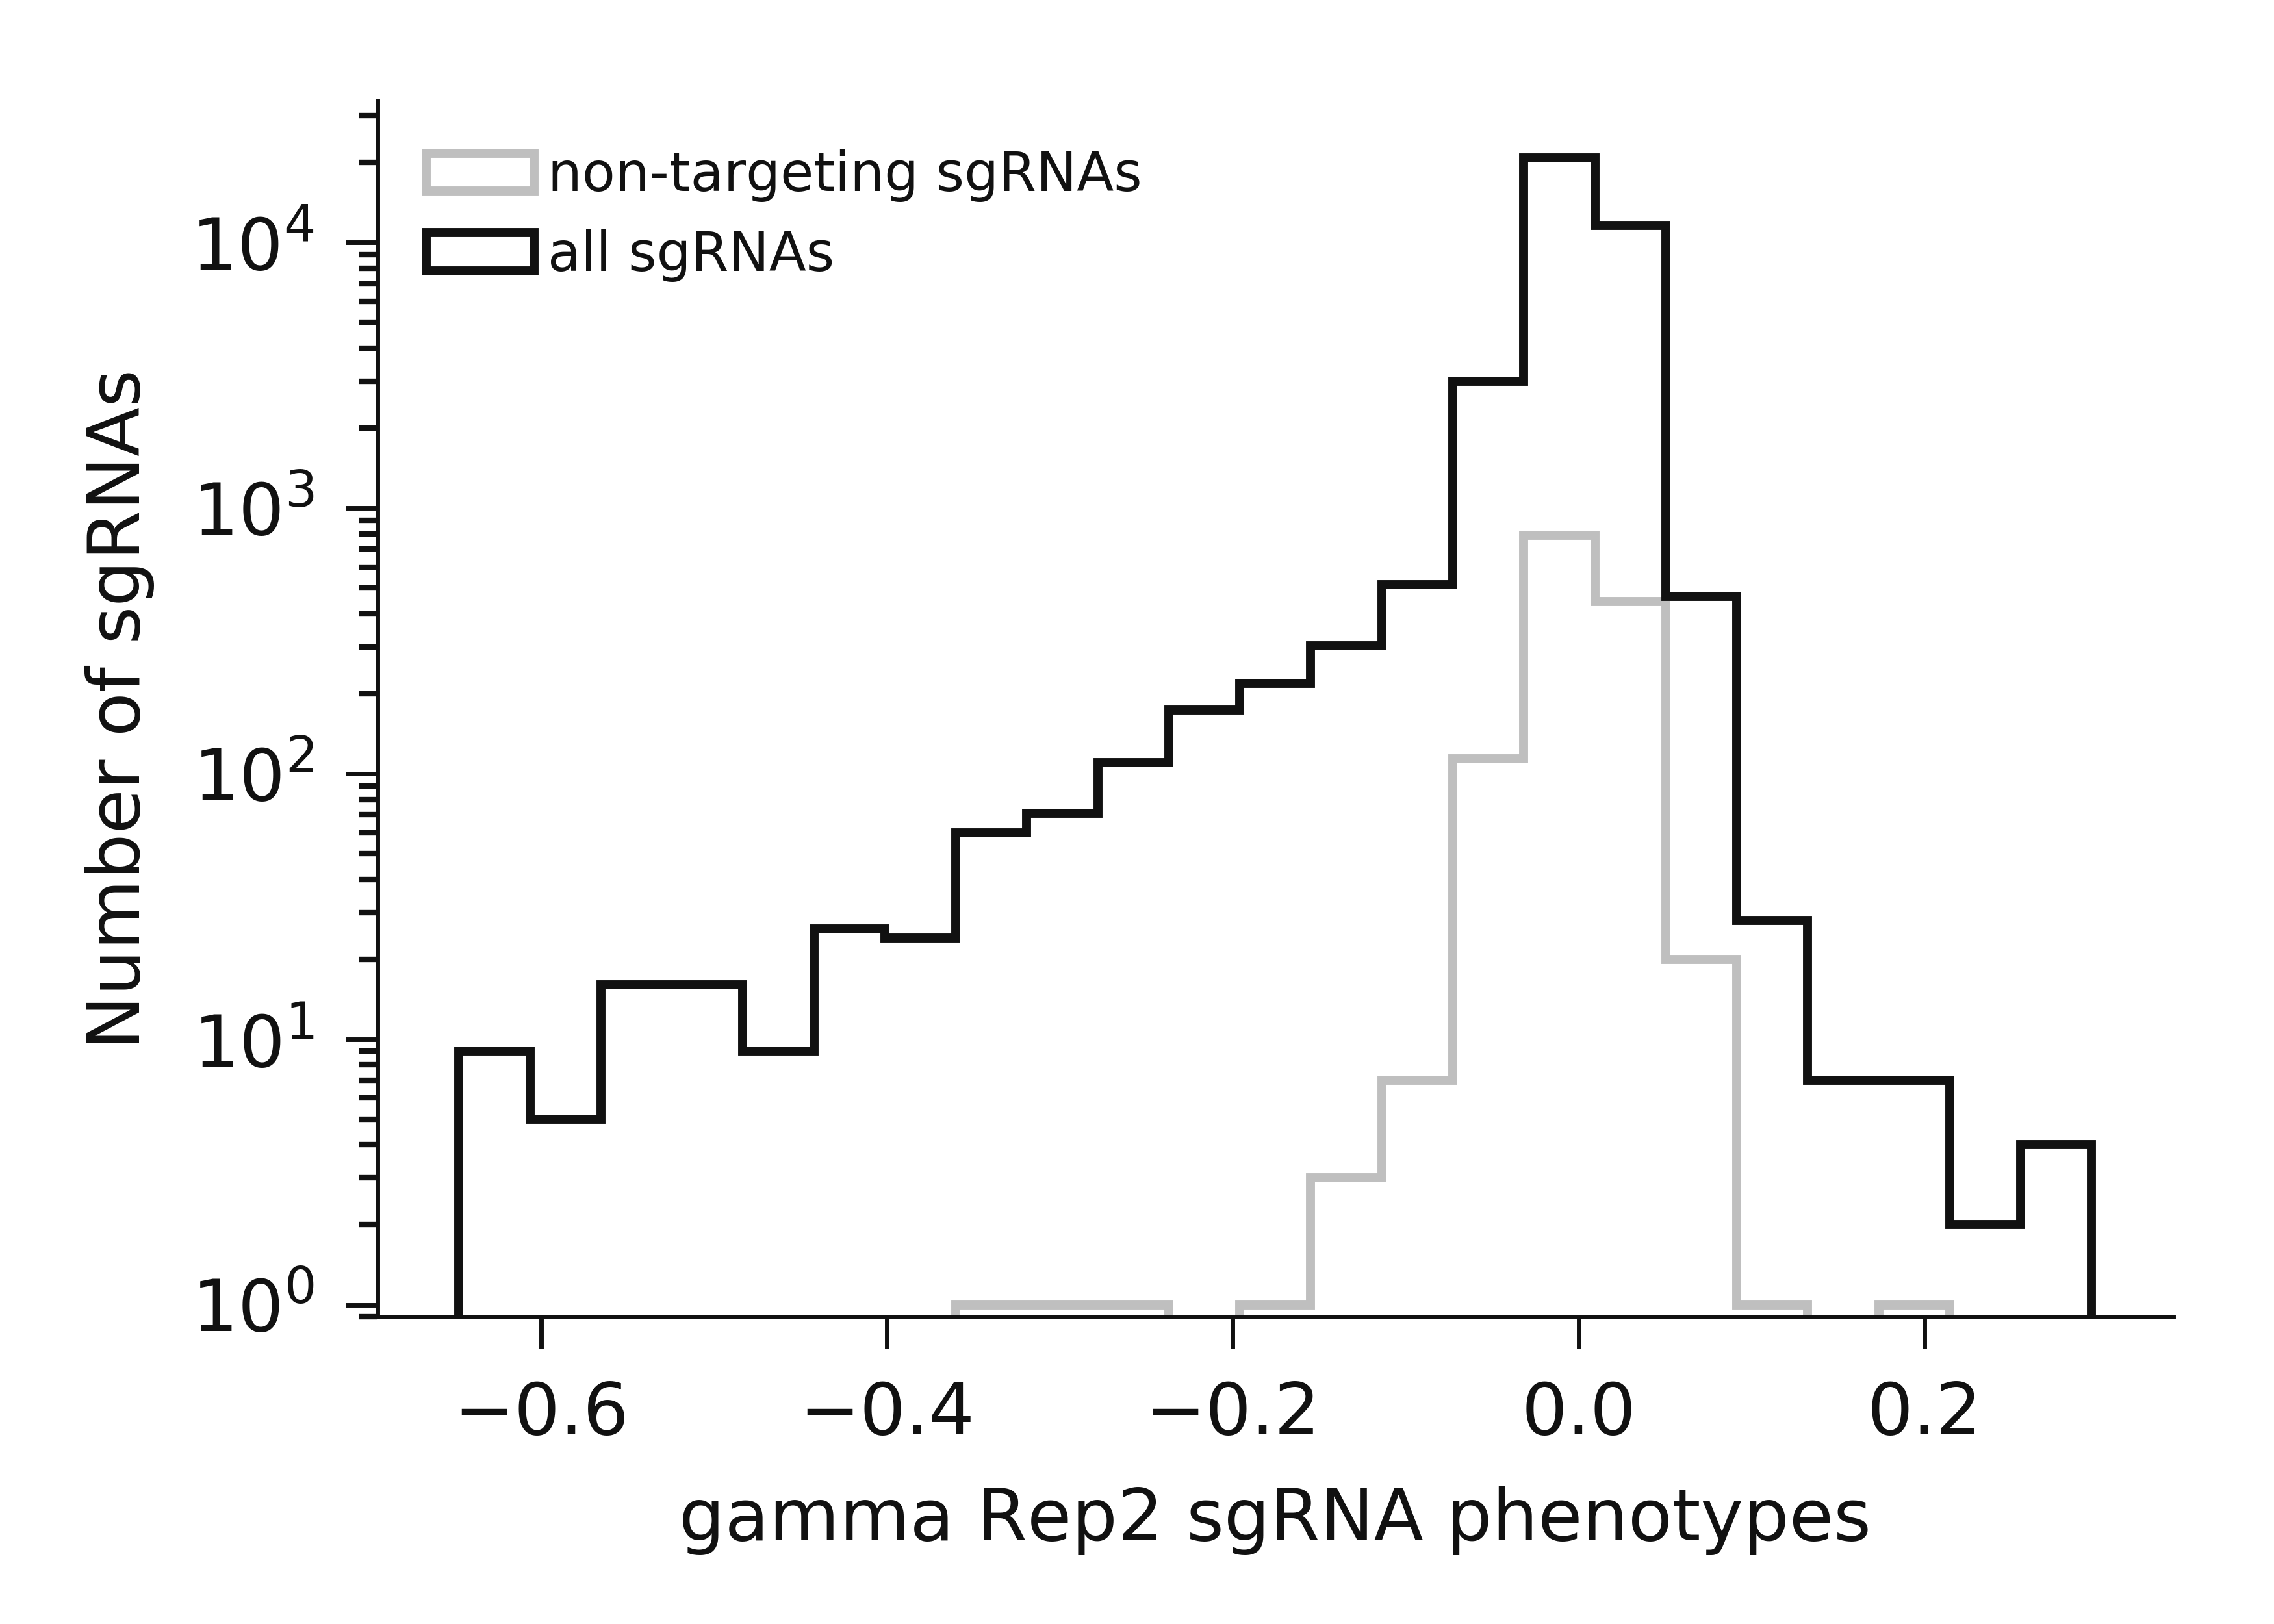 non-targeting sgRNAs
all sgRNAs
10⁴
10³
10²
10¹
10⁰
Number of sgRNAs
−0.6 −0.4 −0.2 0.0 0.2
gamma Rep2 sgRNA phenotypes